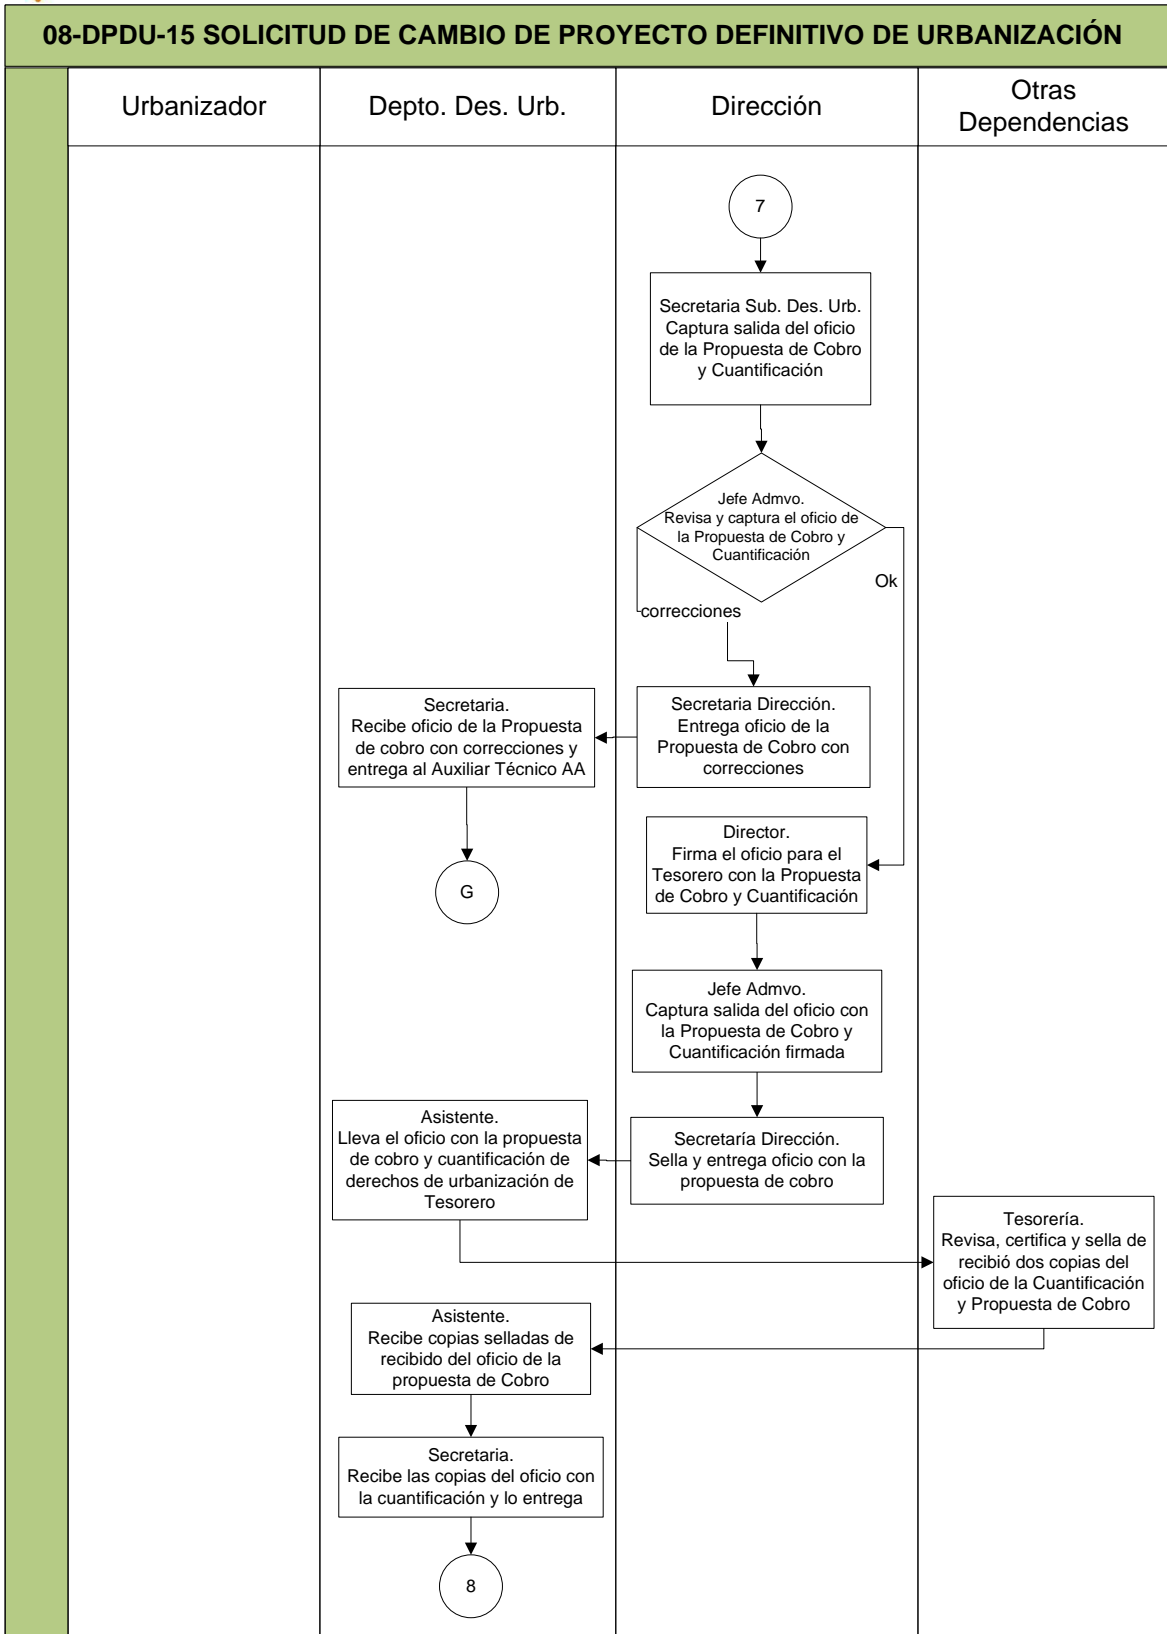 08-DPDU-15 SOLICITUD DE CAMBIO DE PROYECTO DEFINITIVO DE URBANIZACIÓN
Urbanizador
Depto. Des. Urb.
Dirección
Otras
Dependencias
7
Secretaria Sub. Des. Urb.
Captura salida del oficio
de la Propuesta de Cobro
y Cuantificación
Jefe Admvo.
Revisa y captura el oficio de
la Propuesta de Cobro y
Cuantificación
Ok
correcciones
Secretaria Dirección.
Entrega oficio de la
Propuesta de Cobro con
correcciones
Secretaria.
Recibe oficio de la Propuesta
de cobro con correcciones y
entrega al Auxiliar Técnico AA
G
Director.
Firma el oficio para el
Tesorero con la Propuesta
de Cobro y Cuantificación
Jefe Admvo.
Captura salida del oficio con
la Propuesta de Cobro y
Cuantificación firmada
Secretaría Dirección.
Sella y entrega oficio con la
propuesta de cobro
Asistente.
Lleva el oficio con la propuesta
de cobro y cuantificación de
derechos de urbanización de
Tesorero
Tesorería.
Revisa, certifica y sella de
recibió dos copias del
oficio de la Cuantificación
y Propuesta de Cobro
Asistente.
Recibe copias selladas de
recibido del oficio de la
propuesta de Cobro
Secretaria.
Recibe las copias del oficio con
la cuantificación y lo entrega
8